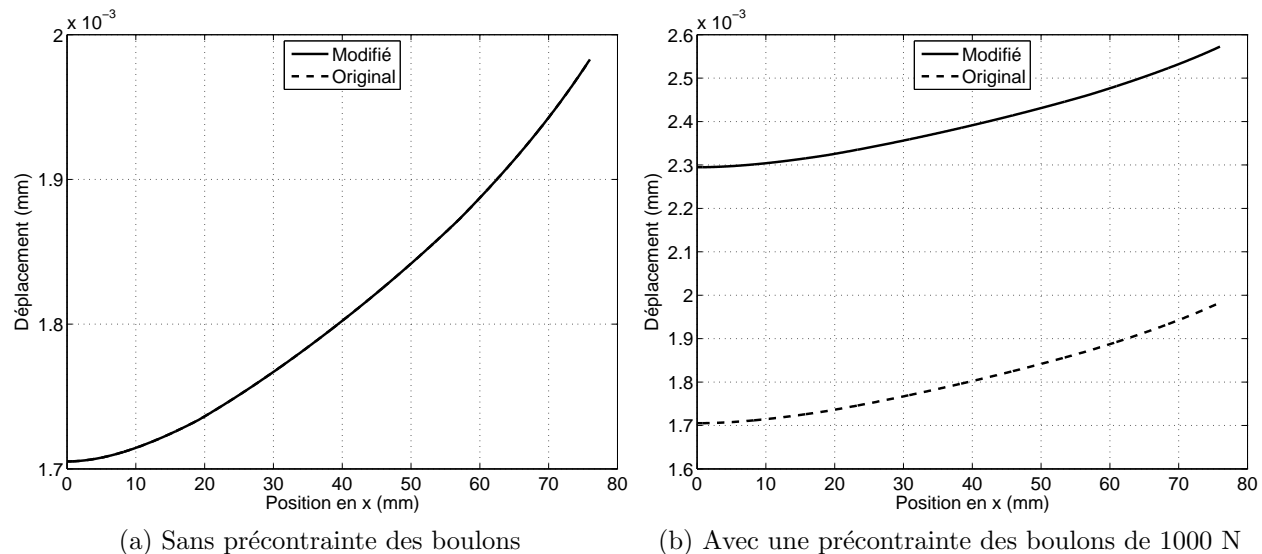 x 10⁻³
2
1.9
1.8
1.7
Déplacement (mm)
Modifié
Original
0 10 20 30 40 50 60 70 80
Position en x (mm)
(a) Sans précontrainte des boulons
x 10⁻³
2.6
2.5
2.4
2.3
2.2
2.1
2
1.9
1.8
1.7
1.6
Déplacement (mm)
Modifié
Original
0 10 20 30 40 50 60 70 80
Position en x (mm)
(b) Avec une précontrainte des boulons de 1000 N